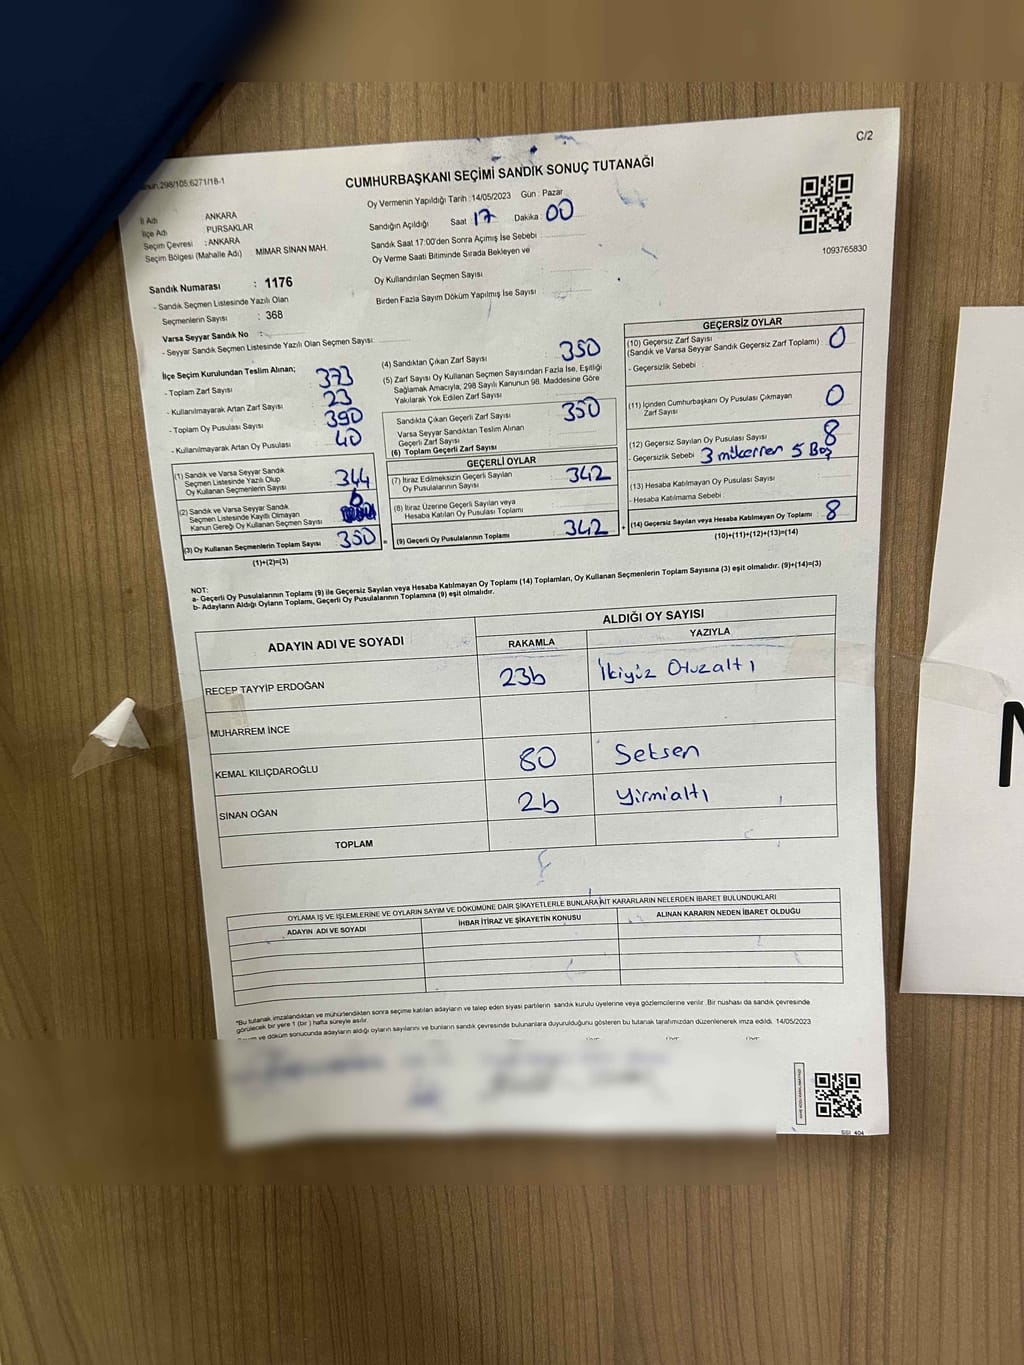 C/2
CUMHURBAŞKANI SEÇİMİ SANDIK SONUÇ TUTANAĞI
298/105;6271/18-1
İl Adı ANKARA
İlçe Adı PURSAKLAR
Seçim Çevresi : ANKARA
Seçim Bölgesi (Mahalle Adı) MİMAR SİNAN MAH.
Sandık Numarası : 1176
- Sandık Seçmen Listesinde Yazılı Olan
Seçmenlerin Sayısı : 368
Varsa Seyyar Sandık No :
- Seyyar Sandık Seçmen Listesinde Yazılı Olan Seçmen Sayısı:
Oy Vermenin Yapıldığı Tarih :14/05/2023 Gün : Pazar
Sandığın Açıldığı Saat : 17 Dakika : 00
Sandık Saat 17:00'den Sonra Açımış İse Sebebi
Oy Verme Saati Bitiminde Sırada Bekleyen ve
Oy Kullandırılan Seçmen Sayısı
Birden Fazla Sayım Döküm Yapılmış İse Sayısı
1093765830
İlçe Seçim Kurulundan Teslim Alınan;
- Toplam Zarf Sayısı 373
- Kullanılmayarak Artan Zarf Sayısı 23
- Toplam Oy Pusulası Sayısı 390
- Kullanılmayarak Artan Oy Pusulası 40
(1) Sandık ve Varsa Seyyar Sandık
Seçmen Listesinde Yazılı Olup
Oy Kullanan Seçmenlerin Sayısı 344
(2) Sandık ve Varsa Seyyar Sandık
Seçmen Listesinde Kayıtlı Olmayan
Kanun Gereği Oy Kullanan Seçmen Sayısı 6
(3) Oy Kullanan Seçmenlerin Toplam Sayısı 350
(1)+(2)=(3)
(4) Sandıktan Çıkan Zarf Sayısı : 350
(5) Zarf Sayısı Oy Kullanan Seçmen Sayısından Fazla İse, Eşitliği
Sağlamak Amacıyla, 298 Sayılı Kanunun 98. Maddesine Göre
Yakılarak Yok Edilen Zarf Sayısı
Sandıkta Çıkan Geçerli Zarf Sayısı 350
Varsa Seyyar Sandıktan Teslim Alınan
Geçerli Zarf Sayısı
(6) Toplam Geçerli Zarf Sayısı
GEÇERLİ OYLAR
(7) İtiraz Edilmeksizin Geçerli Sayılan
Oy Pusulalarının Sayısı 342
(8) İtiraz Üzerine Geçerli Sayılan veya
Hesaba Katılan Oy Pusulası Toplamı
(9) Geçerli Oy Pusulalarının Toplamı 342
GEÇERSİZ OYLAR
(10) Geçersiz Zarf Sayısı
(Sandık ve Varsa Seyyar Sandık Geçersiz Zarf Toplamı) 0
- Geçersizlik Sebebi :
(11) İçinden Cumhurbaşkanı Oy Pusulası Çıkmayan
Zarf Sayısı 0
(12) Geçersiz Sayılan Oy Pusulası Sayısı : 8
- Geçersizlik Sebebi 3 mükerrer 5 Boş
(13) Hesaba Katılmayan Oy Pusulası Sayısı
- Hesaba Katılmama Sebebi
(14) Geçersiz Sayılan veya Hesaba Katılmayan Oy Toplamı 8
(10)+(11)+(12)+(13)=(14)
NOT:
a- Geçerli Oy Pusulalarının Toplamı (9) ile Geçersiz Sayılan veya Hesaba Katılmayan Oy Toplamı (14) Toplamları, Oy Kullanan Seçmenlerin Toplam Sayısına (3) eşit olmalıdır. (9)+(14)=(3)
b- Adayların Aldığı Oyların Toplamı, Geçerli Oy Pusulalarının Toplamına (9) eşit olmalıdır.
ADAYIN ADI VE SOYADI
ALDIĞI OY SAYISI
RAKAMLA YAZIYLA
RECEP TAYYİP ERDOĞAN 236 İkiyüz Otuzaltı
MUHARREM İNCE
KEMAL KILIÇDAROĞLU 80 Seksen
SİNAN OĞAN 26 Yirmialtı
TOPLAM
OYLAMA İŞ VE İŞLEMLERİNE VE OYLARIN SAYIM VE DÖKÜMÜNE DAİR ŞİKAYETLERLE BUNLARA AİT KARARLARIN NELERDEN İBARET BULUNDUKLARI
ADAYIN ADI VE SOYADI İHBAR İTİRAZ VE ŞİKAYETİN KONUSU ALINAN KARARIN NEDEN İBARET OLDUĞU
*Bu tutanak imzalandıktan ve mühürlendikten sonra seçime katılan adayların ve talep eden siyasi partilerin sandık kurulu üyelerine veya gözlemcilerine verilir .Bir nüshası da sandık çevresinde
görülecek bir yere 1 (bir ) hafta süreyle asılır.
ve döküm sonucunda adayların aldığı oyların sayılarını ve bunların sandık çevresinde bulunanlara duyurulduğunu gösteren bu tutanak tarafımızdan düzenlenerek imza edildi. 14/05/2023